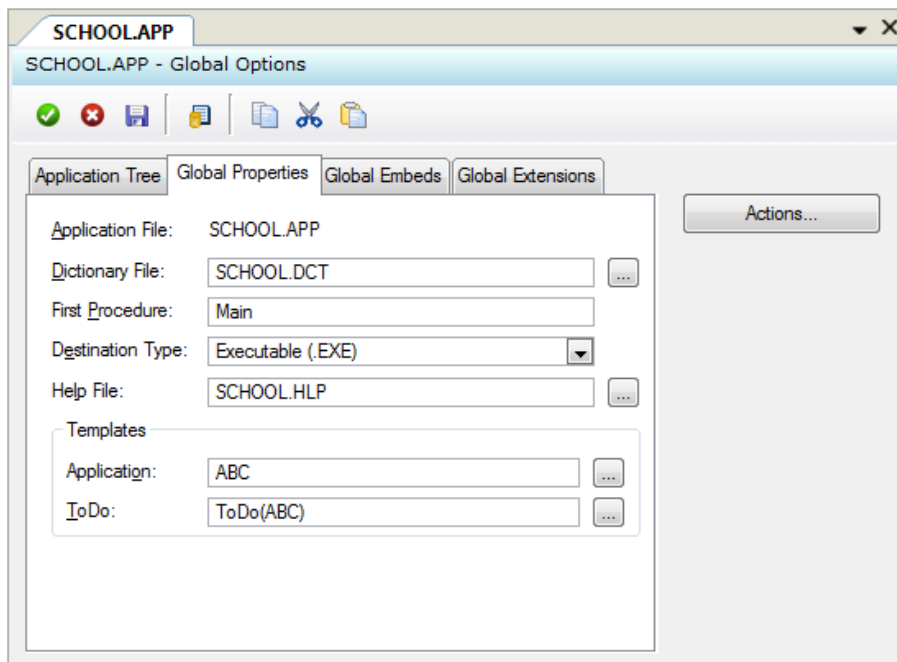 SCHOOL.APP
SCHOOL.APP - Global Options
Application Tree Global Properties Global Embeds Global Extensions
Actions...
Application File: SCHOOL.APP
Dictionary File: SCHOOL.DCT ...
First Procedure: Main
Destination Type: Executable (.EXE)
Help File: SCHOOL.HLP ...
Templates
Application: ABC ...
ToDo: ToDo(ABC) ...